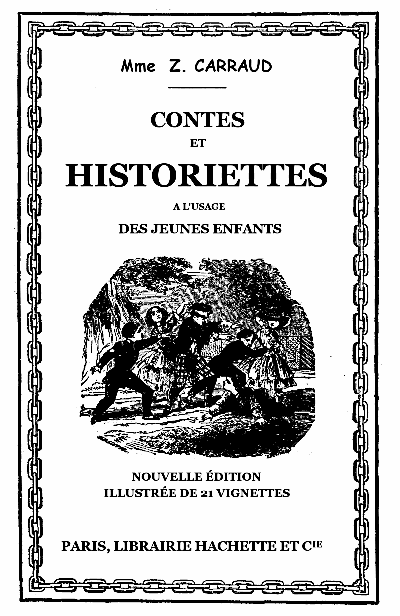 Mme Z. CARRAUD
CONTES
ET
HISTORIETTES
A L'USAGE
DES JEUNES ENFANTS
NOUVELLE ÉDITION
ILLUSTRÉE DE 21 VIGNETTES
PARIS, LIBRAIRIE HACHETTE ET CIE